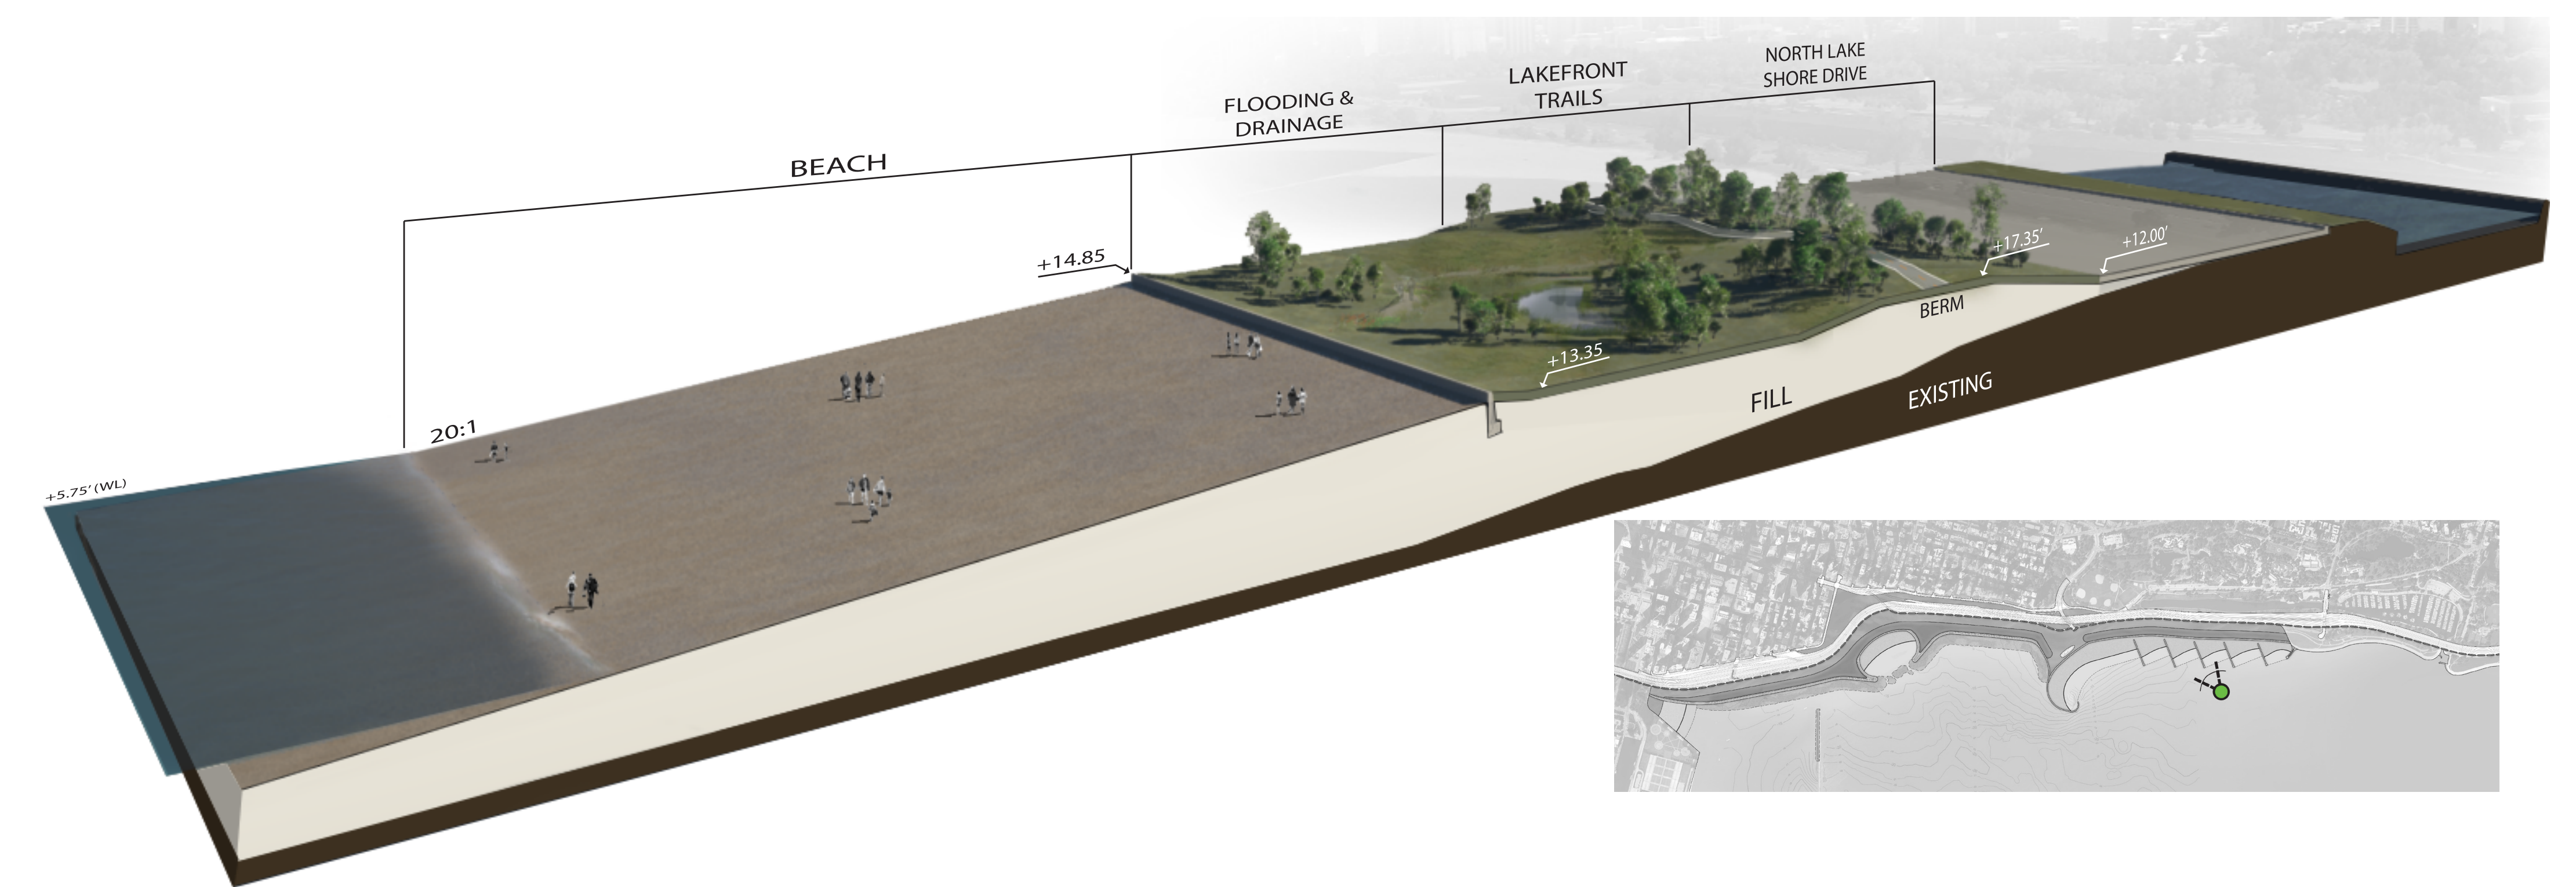 NORTH LAKE
SHORE DRIVE
LAKEFRONT
TRAILS
FLOODING &
DRAINAGE
BEACH
+14.85
+17.35'
+12.00'
BERM
+13.35
FILL
EXISTING
20:1
+5.75' (WL)